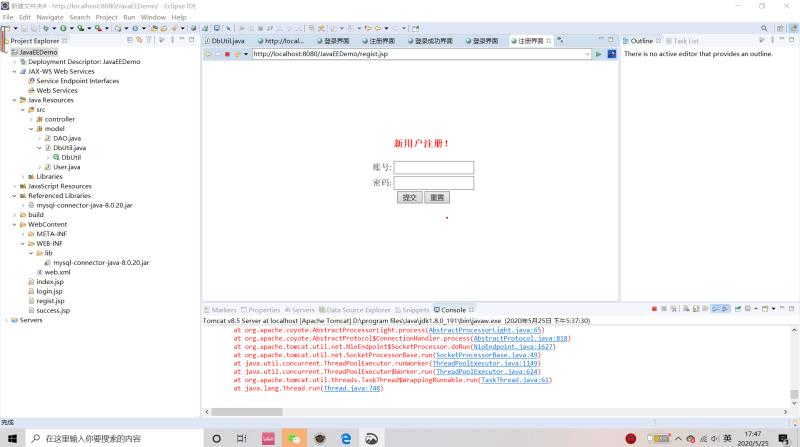 新建文件夹4 - http://localhost:8080/JavaEEDemo/ - Eclipse IDE
File Edit Navigate Search Project Run Window Help
Project Explorer
JavaEEDemo
Deployment Descriptor: JavaEEDemo
JAX-WS Web Services
Service Endpoint Interfaces
Web Services
Java Resources
src
controller
model
DAO.java
DbUtil.java
DbUtil
User.java
Libraries
JavaScript Resources
Referenced Libraries
mysql-connector-java-8.0.20.jar
build
WebContent
META-INF
WEB-INF
lib
mysql-connector-java-8.0.20.jar
web.xml
index.jsp
login.jsp
regist.jsp
success.jsp
Servers
DbUtil.java http://local... 登录界面 注册界面 登录成功界面 登录界面 注册界面
http://localhost:8080/JavaEEDemo/regist.jsp
新用户注册！
账号:
密码:
提交 重置
Outline Task List
There is no active editor that provides an outline.
Markers Properties Servers Data Source Explorer Snippets Console
Tomcat v8.5 Server at localhost [Apache Tomcat] D:\program files\Java\jdk1.8.0_191\bin\javaw.exe (2020年5月25日 下午5:37:30)
at org.apache.coyote.AbstractProcessorLight.process(AbstractProcessorLight.java:65)
at org.apache.coyote.AbstractProtocol$ConnectionHandler.process(AbstractProtocol.java:818)
at org.apache.tomcat.util.net.NioEndpoint$SocketProcessor.doRun(NioEndpoint.java:1627)
at org.apache.tomcat.util.net.SocketProcessorBase.run(SocketProcessorBase.java:49)
at java.util.concurrent.ThreadPoolExecutor.runWorker(ThreadPoolExecutor.java:1149)
at java.util.concurrent.ThreadPoolExecutor$Worker.run(ThreadPoolExecutor.java:624)
at org.apache.tomcat.util.threads.TaskThread$WrappingRunnable.run(TaskThread.java:61)
at java.lang.Thread.run(Thread.java:748)
完成
在这里输入你要搜索的内容
英
17:47
2020/5/25